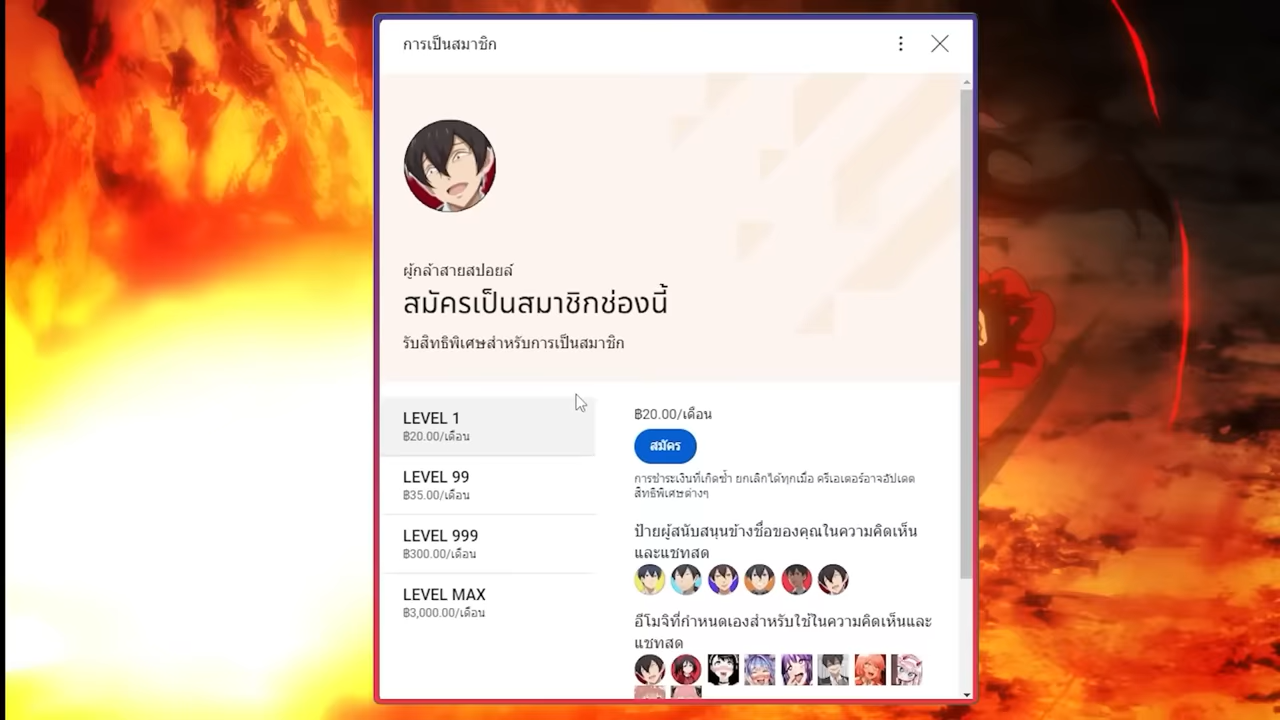 การเป็นสมาชิก
ผู้กล้าสายสปอยล์
สมัครเป็นสมาชิกช่องนี้
รับสิทธิพิเศษสำหรับการเป็นสมาชิก
LEVEL 1
฿20.00/เดือน
LEVEL 99
฿35.00/เดือน
LEVEL 999
฿300.00/เดือน
LEVEL MAX
฿3,000.00/เดือน
฿20.00/เดือน
สมัคร
การชำระเงินที่เกิดซ้ำ ยกเลิกได้ทุกเมื่อ ครีเอเตอร์อาจอัปเดต
สิทธิพิเศษต่างๆ
ป้ายผู้สนับสนุนข้างชื่อของคุณในความคิดเห็น
และแชทสด
อีโมจิที่กำหนดเองสำหรับใช้ในความคิดเห็นและ
แชทสด